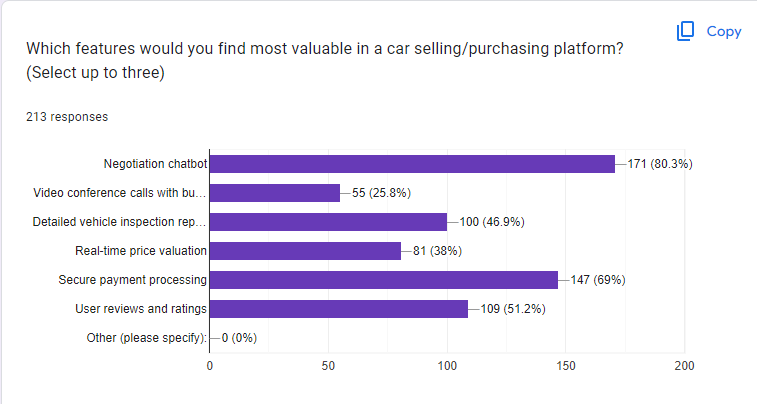 Copy
Which features would you find most valuable in a car selling/purchasing platform?
(Select up to three)
213 responses
Negotiation chatbot 171 (80.3%)
Video conference calls with bu… 55 (25.8%)
Detailed vehicle inspection rep… 100 (46.9%)
Real-time price valuation 81 (38%)
Secure payment processing 147 (69%)
User reviews and ratings 109 (51.2%)
Other (please specify): 0 (0%)
0 50 100 150 200